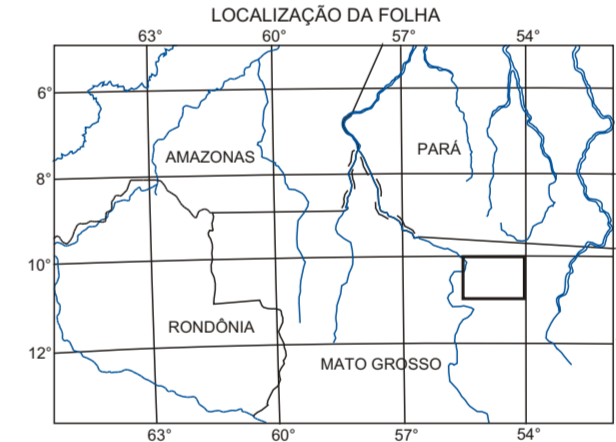 LOCALIZAÇÃO DA FOLHA
63° 60° 57° 54°
6°
PARÁ
AMAZONAS
8°
10°
RONDÔNIA
12°
MATO GROSSO
63° 60° 57° 54°